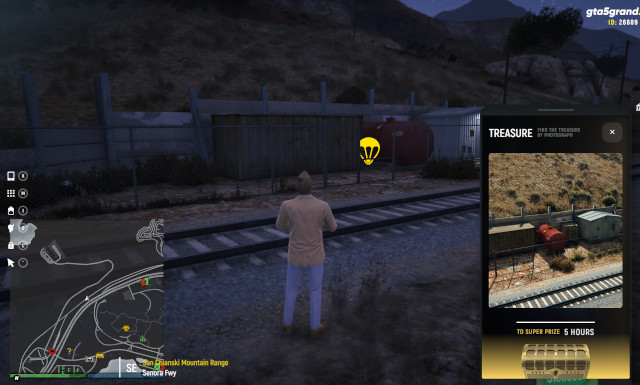 gta5grand.
ID: 26689
TREASURE
FIND THE TREASURE
BY PHOTOGRAPH
TO SUPER PRIZE 5 HOURS
SE
San Chianski Mountain Range
Senora Fwy